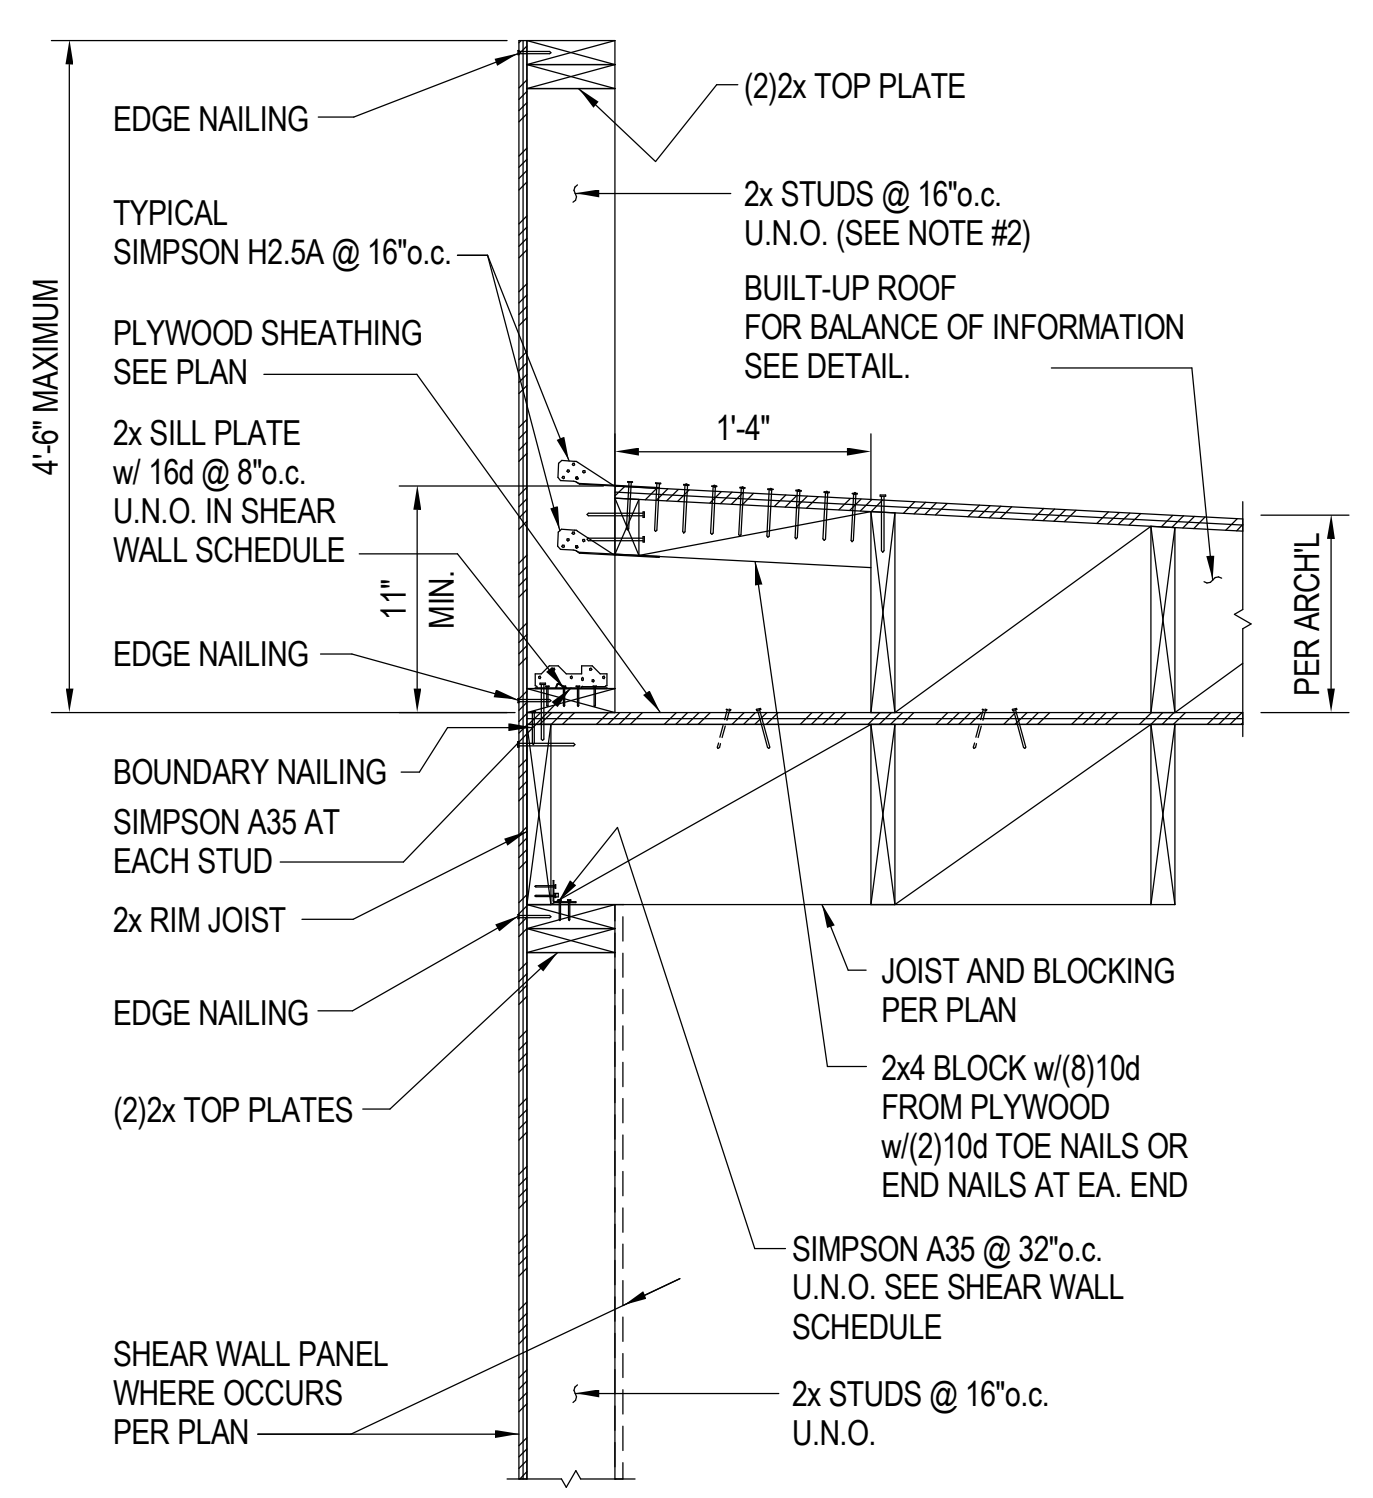 EDGE NAILING
(2)2x TOP PLATE
TYPICAL
SIMPSON H2.5A @ 16"o.c.
2x STUDS @ 16"o.c.
U.N.O. (SEE NOTE #2)
BUILT-UP ROOF
FOR BALANCE OF INFORMATION
SEE DETAIL.
4'-6" MAXIMUM
PLYWOOD SHEATHING
SEE PLAN
2x SILL PLATE
w/ 16d @ 8"o.c.
U.N.O. IN SHEAR
WALL SCHEDULE
1'-4"
11"
MIN.
PER ARCH'L
EDGE NAILING
BOUNDARY NAILING
SIMPSON A35 AT
EACH STUD
2x RIM JOIST
EDGE NAILING
(2)2x TOP PLATES
JOIST AND BLOCKING
PER PLAN
2x4 BLOCK w/(8)10d
FROM PLYWOOD
w/(2)10d TOE NAILS OR
END NAILS AT EA. END
SIMPSON A35 @ 32"o.c.
U.N.O. SEE SHEAR WALL
SCHEDULE
SHEAR WALL PANEL
WHERE OCCURS
PER PLAN
2x STUDS @ 16"o.c.
U.N.O.